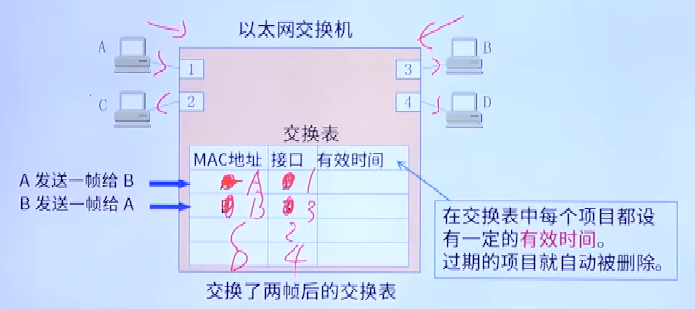 以太网交换机
A
B
1
3
C
2
4
D
交换表
MAC地址 接口 有效时间
A 发送一帧给 B
A 1
B 发送一帧给 A
B 3
2
4
在交换表中每个项目都设
有一定的有效时间。
过期的项目就自动被删除。
交换了两帧后的交换表